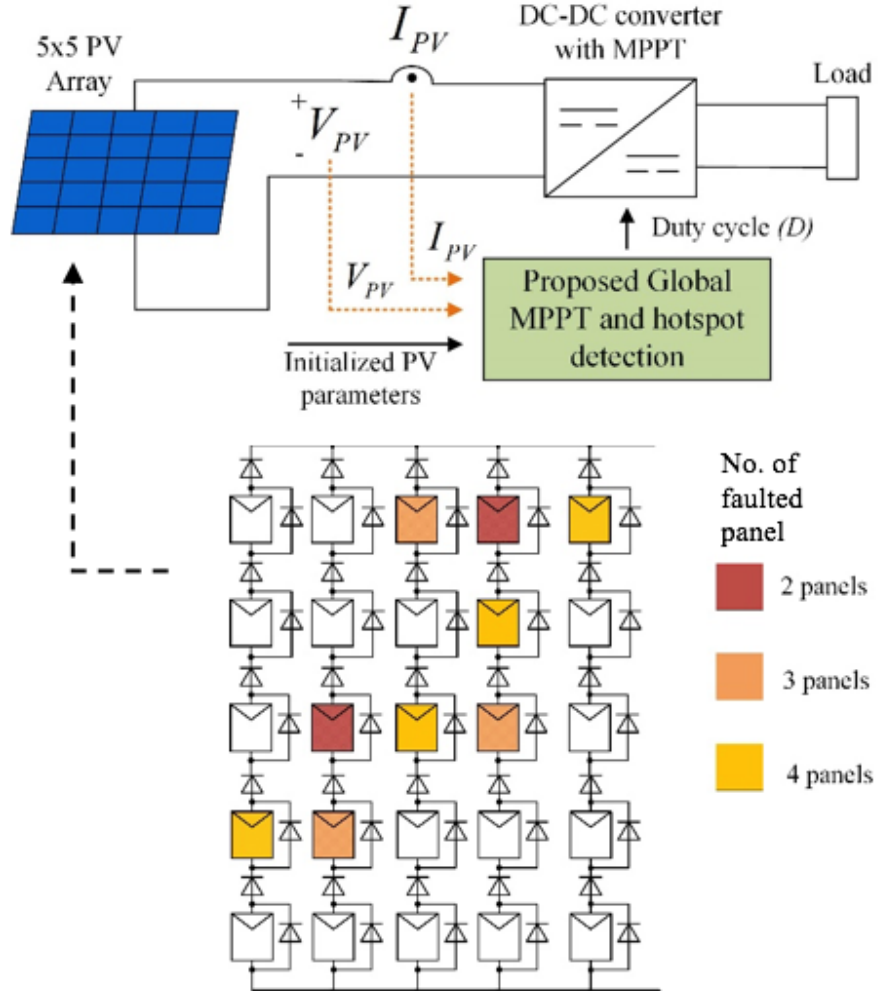 5x5 PV
Array
I_PV
DC-DC converter
with MPPT
Load
+
V_PV
-
I_PV
V_PV
Duty cycle (D)
Proposed Global
MPPT and hotspot
detection
Initialized PV
parameters
No. of
faulted
panel
2 panels
3 panels
4 panels